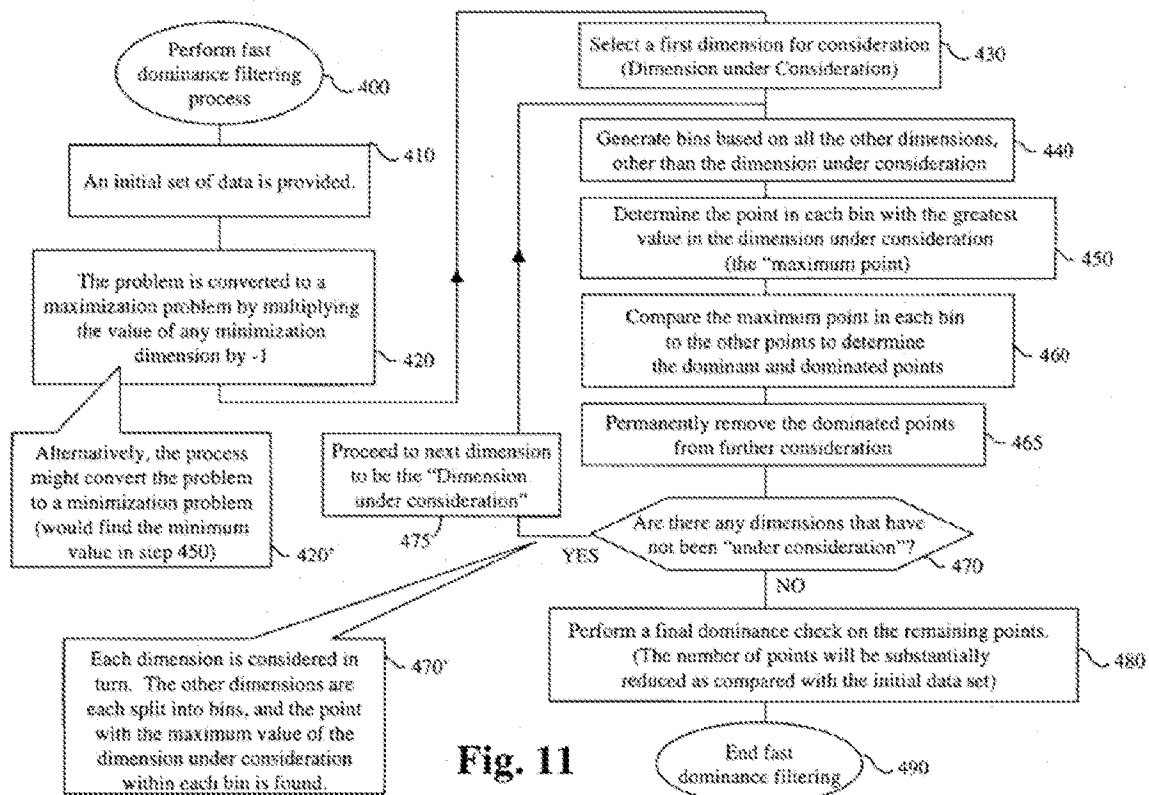 Perform fast
dominance filtering
process
400
410
An initial set of data is provided.
The problem is converted to a
maximization problem by multiplying
the value of any minimization
dimension by -1
420
Alternatively, the process
might convert the problem
to a minimization problem
(would find the minimum
value in step 450)
420'
Select a first dimension for consideration
(Dimension under Consideration)
430
Generate bins based on all the other dimensions,
other than the dimension under consideration
440
Determine the point in each bin with the greatest
value in the dimension under consideration
(the "maximum point)
450
Compare the maximum point in each bin
to the other points to determine
the dominant and dominated points
460
Permanently remove the dominated points
from further consideration
465
Are there any dimensions that have
not been "under consideration"?
470
YES
NO
Proceed to next dimension
to be the "Dimension
under consideration"
475
Each dimension is considered in
turn. The other dimensions are
each split into bins, and the point
with the maximum value of the
dimension under consideration
within each bin is found.
470'
Perform a final dominance check on the remaining points.
(The number of points will be substantially
reduced as compared with the initial data set)
480
End fast
dominance filtering
490
Fig. 11